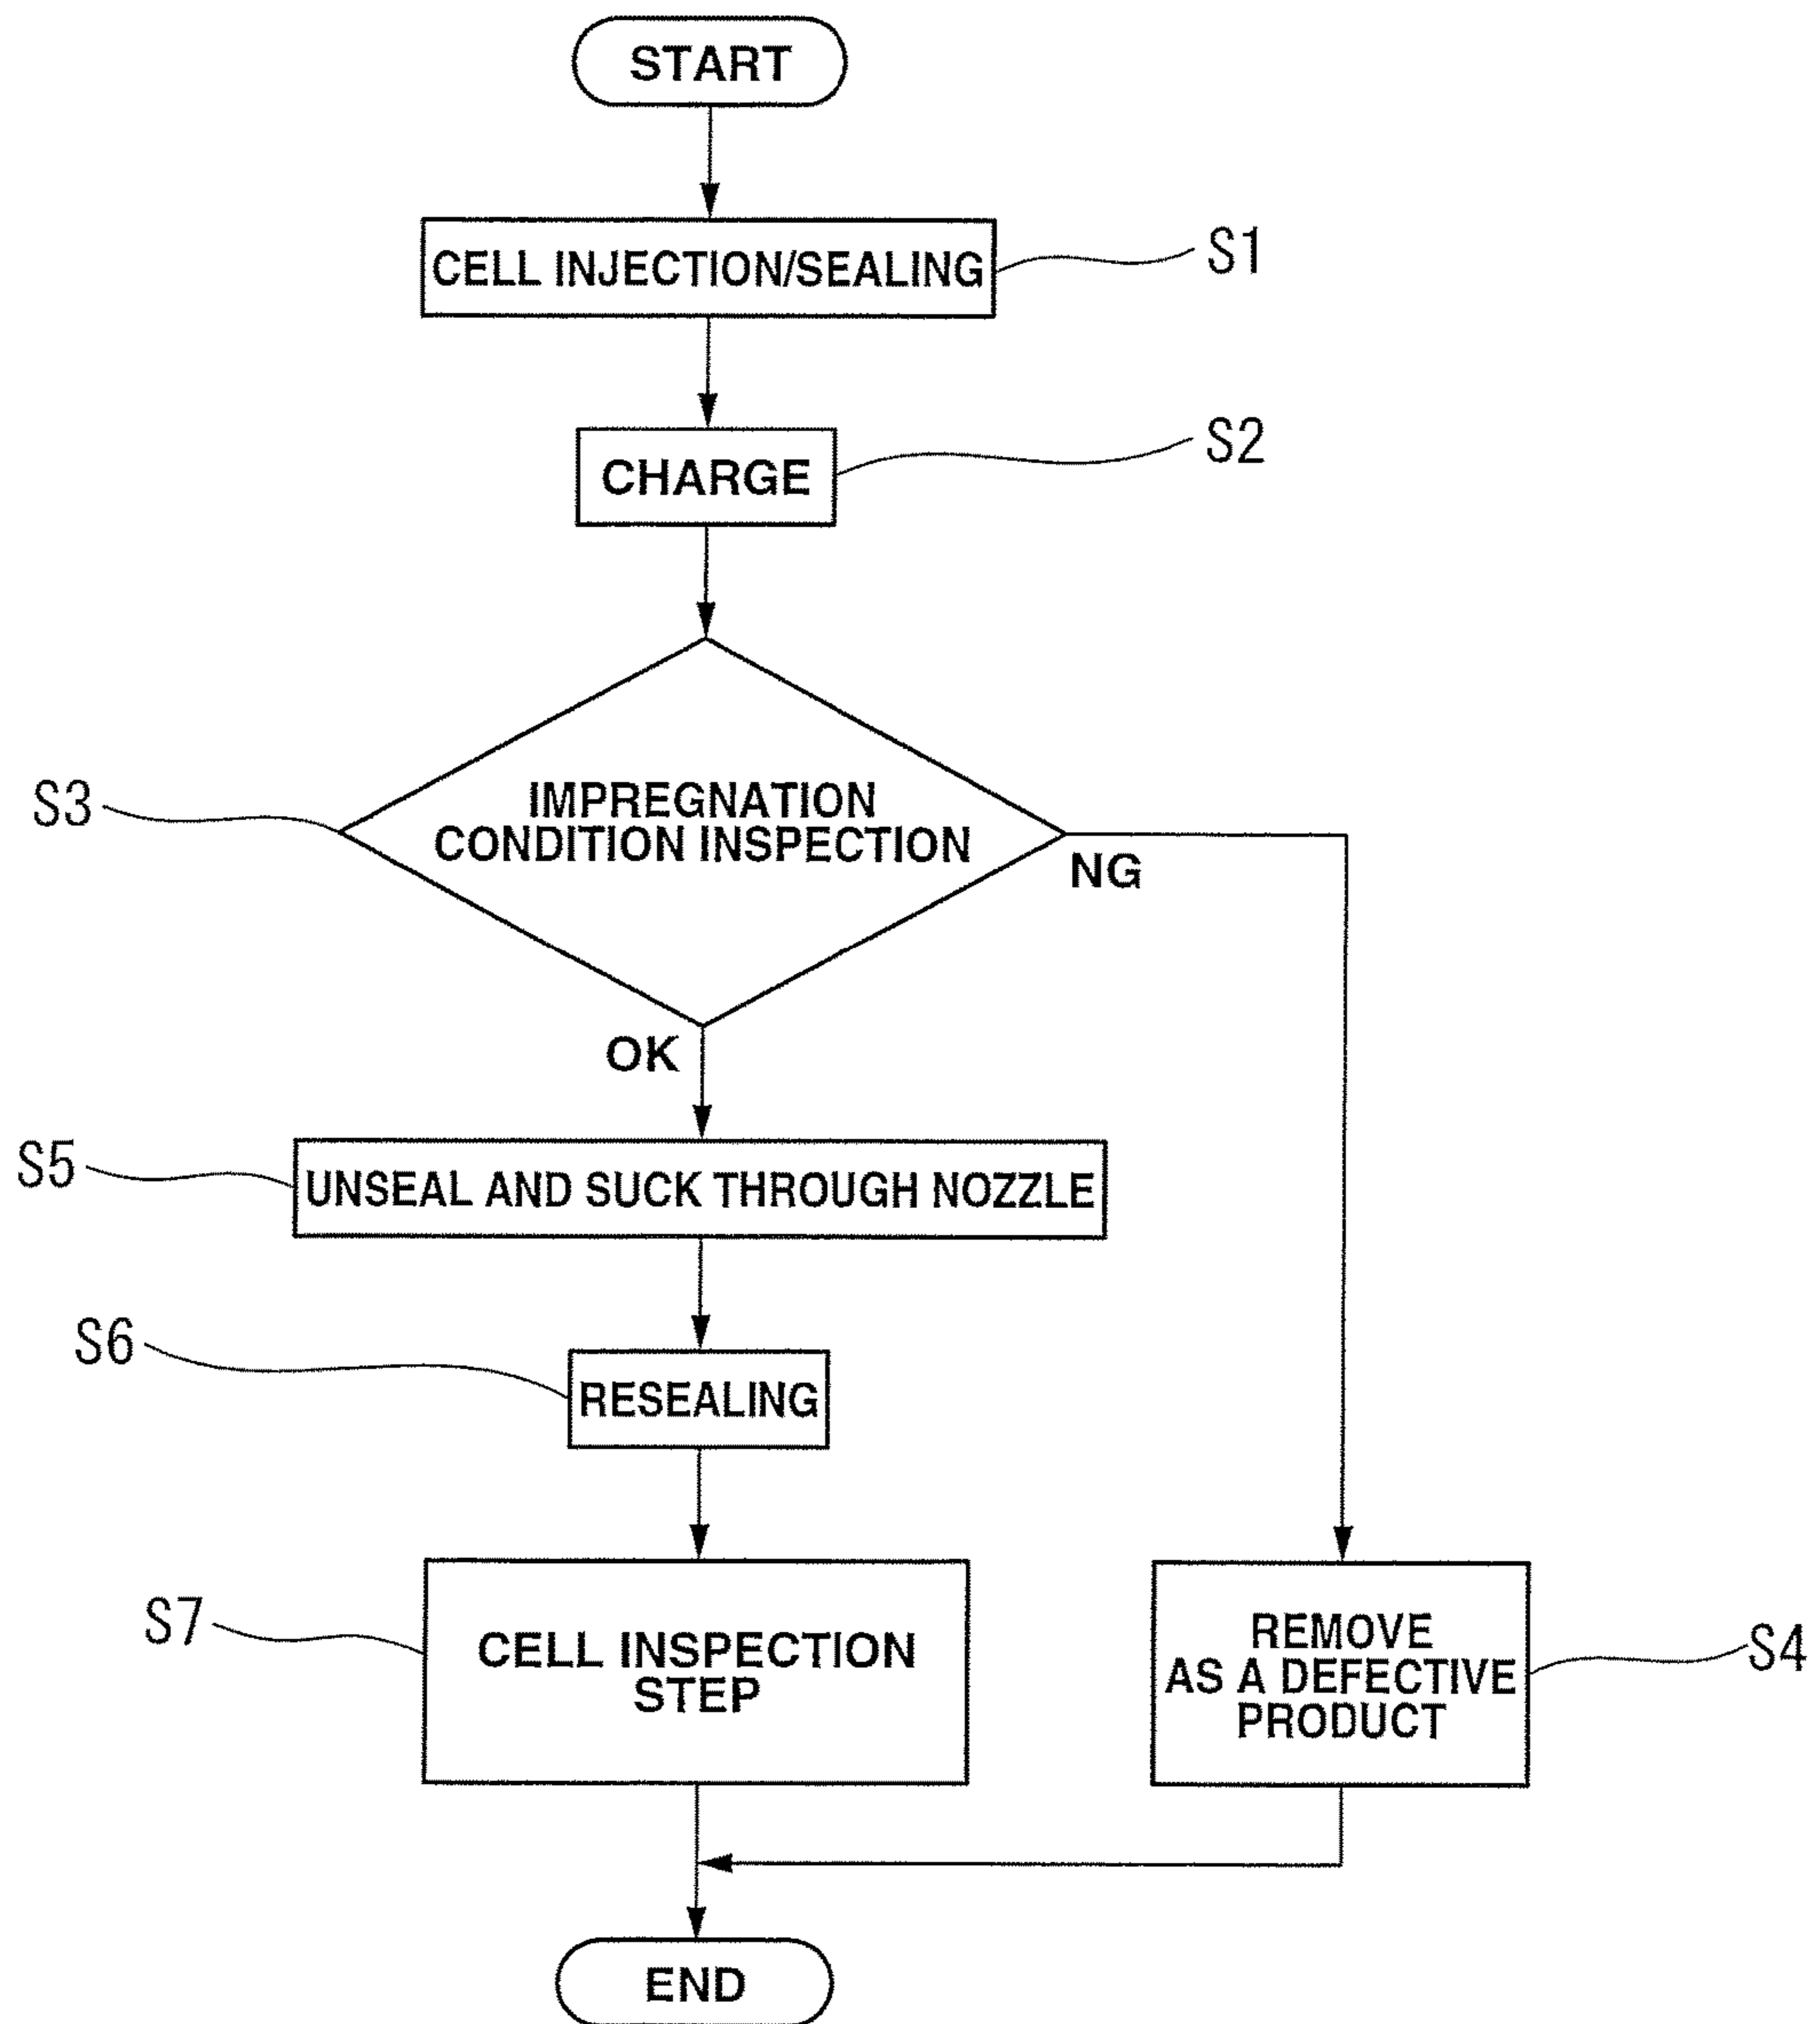 START
CELL INJECTION/SEALING
S1
CHARGE
S2
S3
IMPREGNATION
CONDITION INSPECTION
NG
OK
S5
UNSEAL AND SUCK THROUGH NOZZLE
S6
RESEALING
S7
CELL INSPECTION
STEP
REMOVE
AS A DEFECTIVE
PRODUCT
S4
END